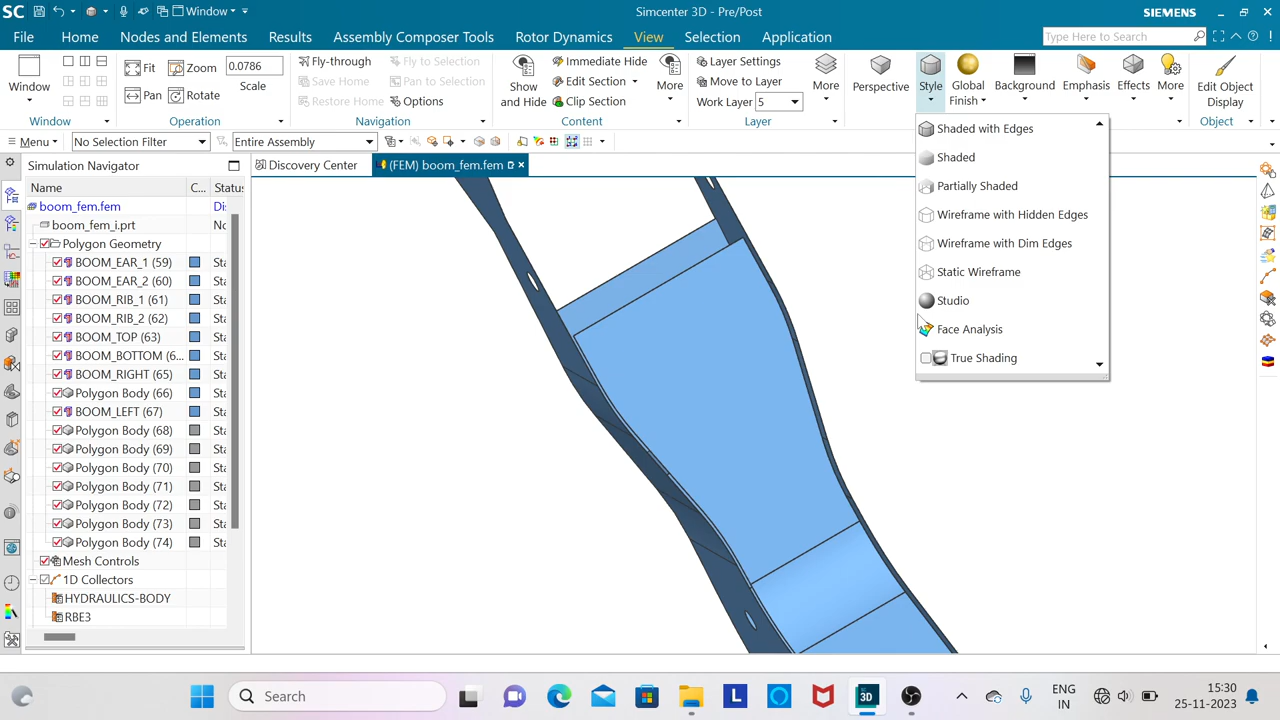 SC
Window
Simcenter 3D - Pre/Post
SIEMENS
File
Home
Nodes and Elements
Results
Assembly Composer Tools
Rotor Dynamics
View
Selection
Application
Type Here to Search
Window
Fit
Zoom
0.0786
Pan
Rotate
Scale
Fly-through
Fly to Selection
Save Home
Pan to Selection
Restore Home
Options
Show and Hide
Immediate Hide
Edit Section
Clip Section
More
Layer Settings
Move to Layer
Work Layer 5
More
Perspective
Style
Global Finish
Background
Emphasis
Effects
More
Edit Object Display
Window
Operation
Navigation
Content
Layer
Object
Menu
No Selection Filter
Entire Assembly
Simulation Navigator
Discovery Center
(FEM) boom_fem.fem
Name
C...
Status
boom_fem.fem
Di
boom_fem_i.prt
No
Polygon Geometry
BOOM_EAR_1 (59)
Sta
BOOM_EAR_2 (60)
Sta
BOOM_RIB_1 (61)
Sta
BOOM_RIB_2 (62)
Sta
BOOM_TOP (63)
Sta
BOOM_BOTTOM (6...
Sta
BOOM_RIGHT (65)
Sta
Polygon Body (66)
Sta
BOOM_LEFT (67)
Sta
Polygon Body (68)
Sta
Polygon Body (69)
Sta
Polygon Body (70)
Sta
Polygon Body (71)
Sta
Polygon Body (72)
Sta
Polygon Body (73)
Sta
Polygon Body (74)
Sta
Mesh Controls
1D Collectors
HYDRAULICS-BODY
RBE3
Shaded with Edges
Shaded
Partially Shaded
Wireframe with Hidden Edges
Wireframe with Dim Edges
Static Wireframe
Studio
Face Analysis
True Shading
Search
L
3D
ENG
IN
15:30
25-11-2023